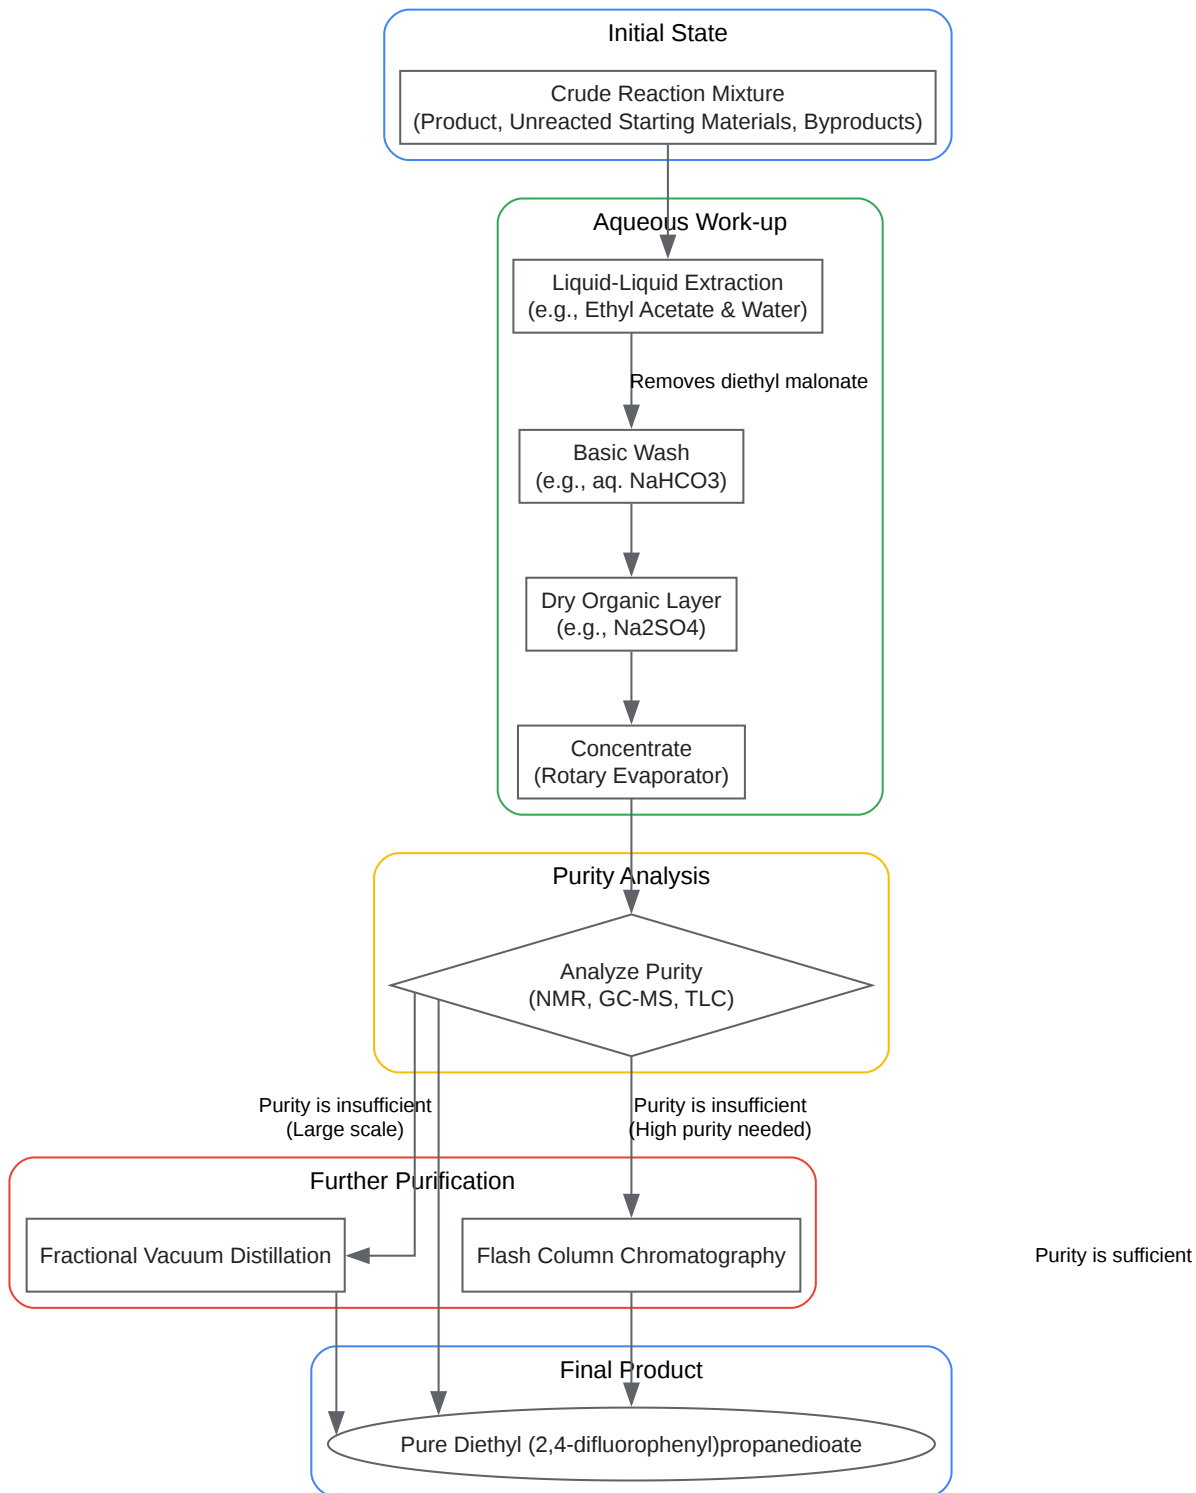 Initial State
Crude Reaction Mixture
(Product, Unreacted Starting Materials, Byproducts)
Aqueous Work-up
Liquid-Liquid Extraction
(e.g., Ethyl Acetate & Water)
Removes diethyl malonate
Basic Wash
(e.g., aq. NaHCO3)
Dry Organic Layer
(e.g., Na2SO4)
Concentrate
(Rotary Evaporator)
Purity Analysis
Analyze Purity
(NMR, GC-MS, TLC)
Purity is insufficient
(Large scale)
Purity is insufficient
(High purity needed)
Further Purification
Fractional Vacuum Distillation
Flash Column Chromatography
Purity is sufficient
Final Product
Pure Diethyl (2,4-difluorophenyl)propanedioate